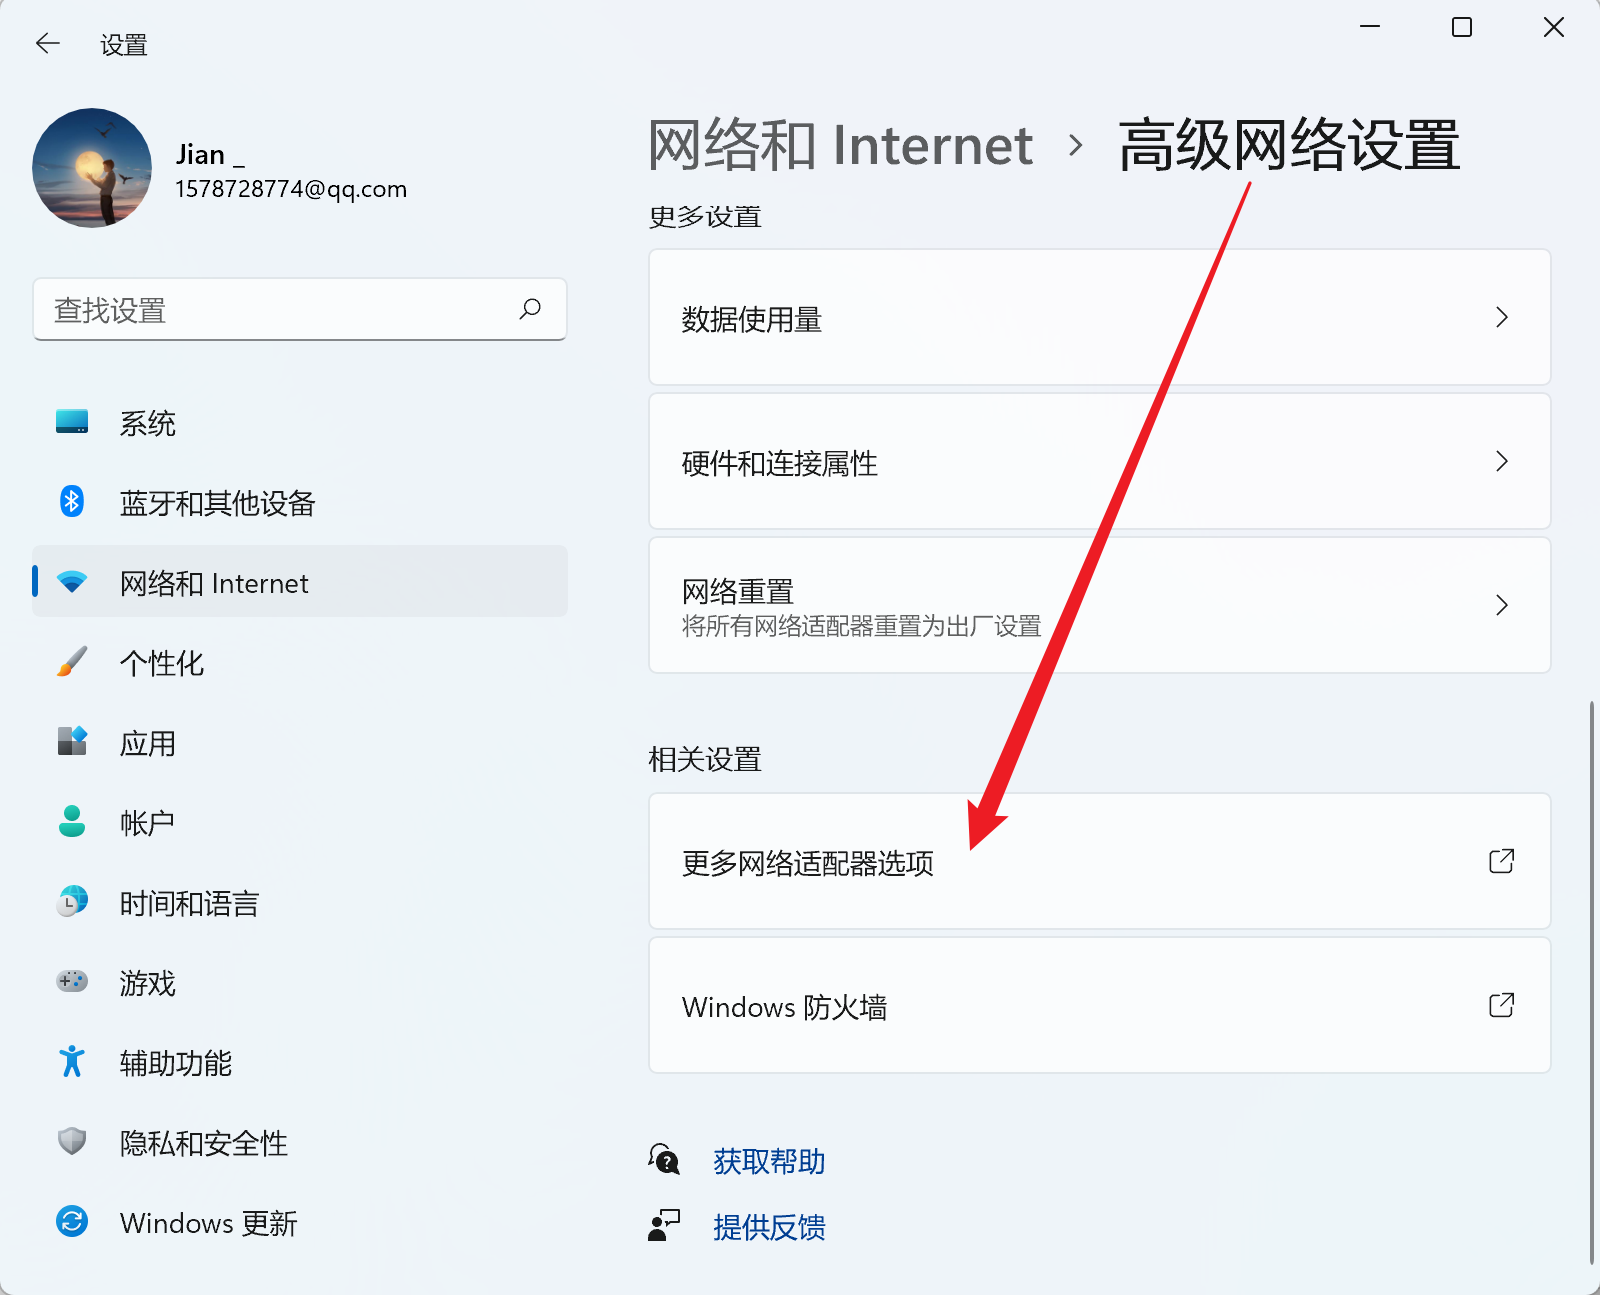 设置
Jian _
1578728774@qq.com
查找设置
系统
蓝牙和其他设备
网络和 Internet
个性化
应用
帐户
时间和语言
游戏
辅助功能
隐私和安全性
Windows 更新
网络和 Internet › 高级网络设置
更多设置
数据使用量
硬件和连接属性
网络重置
将所有网络适配器重置为出厂设置
相关设置
更多网络适配器选项
Windows 防火墙
获取帮助
提供反馈